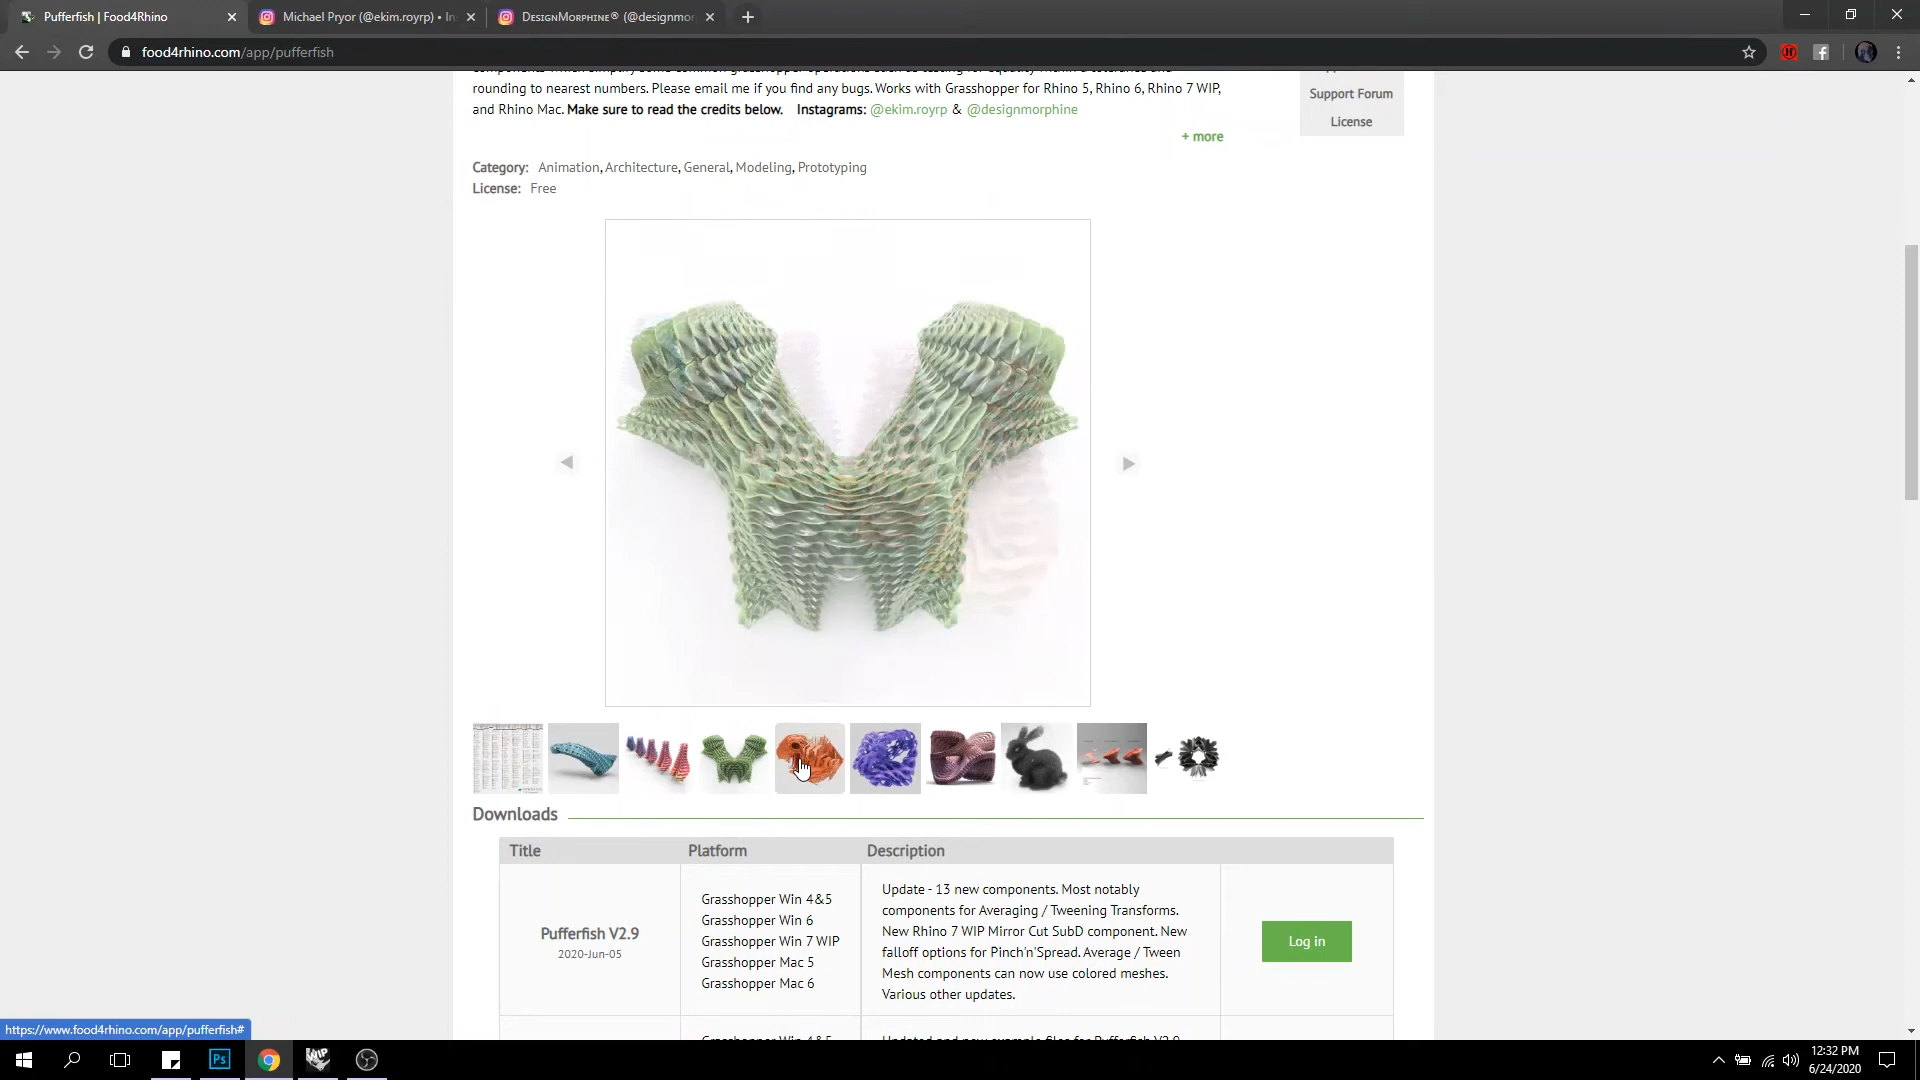 Pufferfish | Food4Rhino
Michael Pryor (@ekim.royrp) • In
DESIGNMORPHINE® (@designmor
food4rhino.com/app/pufferfish
rounding to nearest numbers. Please email me if you find any bugs. Works with Grasshopper for Rhino 5, Rhino 6, Rhino 7 WIP,
and Rhino Mac. Make sure to read the credits below. Instagrams: @ekim.royrp & @designmorphine
+ more
Support Forum
License
Category: Animation, Architecture, General, Modeling, Prototyping
License: Free
Downloads
Title Platform Description
Pufferfish V2.9
2020-Jun-05
Grasshopper Win 4&5
Grasshopper Win 6
Grasshopper Win 7 WIP
Grasshopper Mac 5
Grasshopper Mac 6
Update - 13 new components. Most notably
components for Averaging / Tweening Transforms.
New Rhino 7 WIP Mirror Cut SubD component. New
falloff options for Pinch'n'Spread. Average / Tween
Mesh components can now use colored meshes.
Various other updates.
Log in
https://www.food4rhino.com/app/pufferfish#
Ps
WIP
12:32 PM
6/24/2020